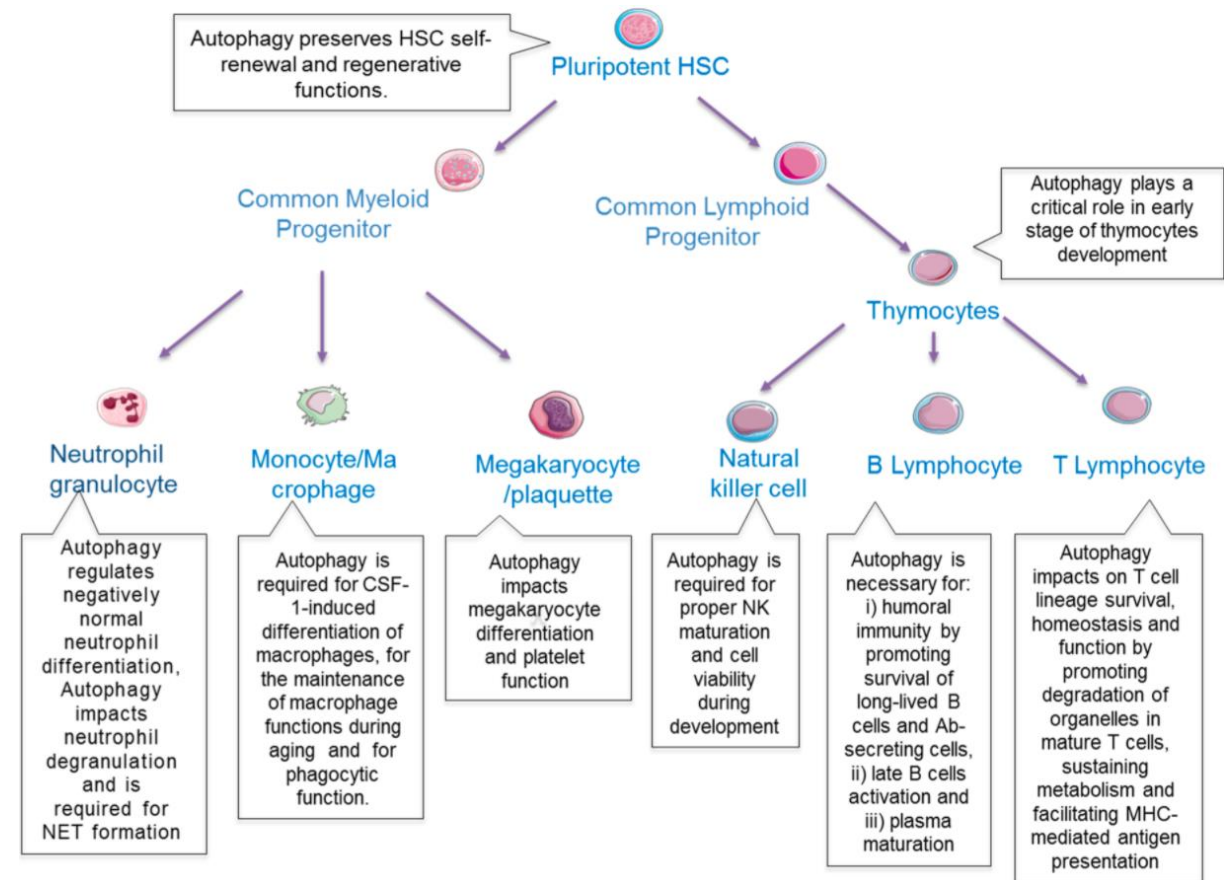 Autophagy preserves HSC self-
renewal and regenerative
functions.
Pluripotent HSC
Common Myeloid
Progenitor
Common Lymphoid
Progenitor
Autophagy plays a
critical role in early
stage of thymocytes
development
Thymocytes
Neutrophil
granulocyte
Monocyte/Ma
crophage
Megakaryocyte
/plaquette
Natural
killer cell
B Lymphocyte
T Lymphocyte
Autophagy
regulates
negatively
normal
neutrophil
differentiation,
Autophagy
impacts
neutrophil
degranulation
and is
required for
NET formation
Autophagy is
required for CSF-
1-induced
differentiation of
macrophages, for
the maintenance
of macrophage
functions during
aging and for
phagocytic
function.
Autophagy
impacts
megakaryocyte
differentiation
and platelet
function
Autophagy is
required for
proper NK
maturation
and cell
viability
during
development
Autophagy is
necessary for:
i) humoral
immunity by
promoting
survival of
long-lived B
cells and Ab-
secreting cells,
ii) late B cells
activation and
iii) plasma
maturation
Autophagy
impacts on T cell
lineage survival,
homeostasis and
function by
promoting
degradation of
organelles in
mature T cells,
sustaining
metabolism and
facilitating MHC-
mediated antigen
presentation